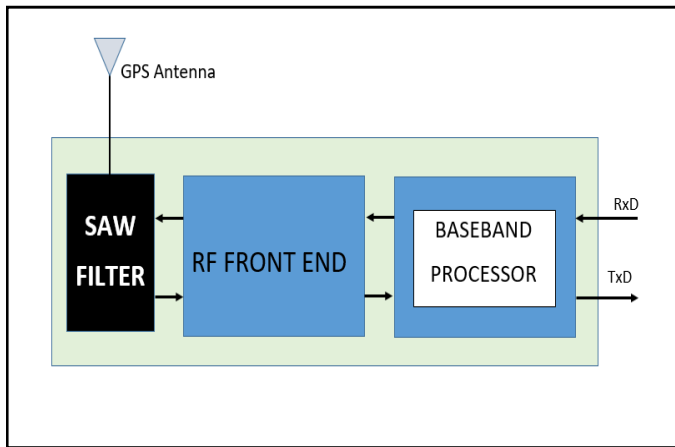 GPS Antenna
SAW
FILTER
RF FRONT END
BASEBAND
PROCESSOR
RxD
TxD